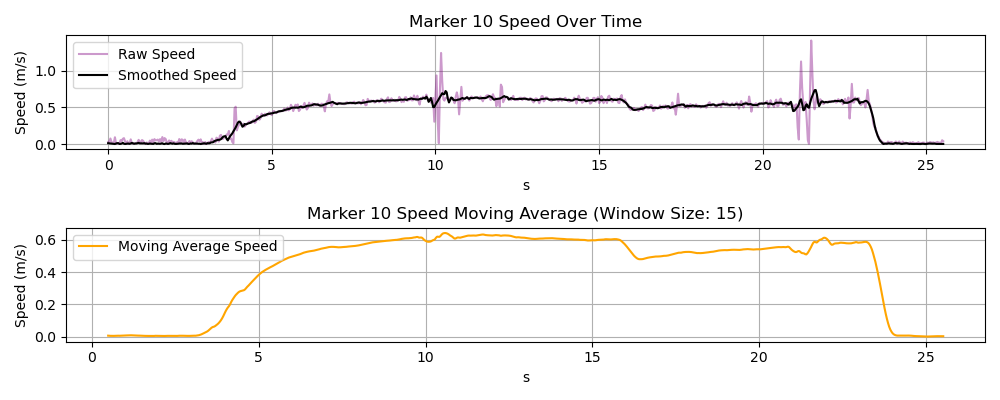 Marker 10 Speed Over Time
Speed (m/s)
1.0
0.5
0.0
Raw Speed
Smoothed Speed
0 5 10 15 20 25
s
Marker 10 Speed Moving Average (Window Size: 15)
Speed (m/s)
0.6
0.4
0.2
0.0
Moving Average Speed
0 5 10 15 20 25
s